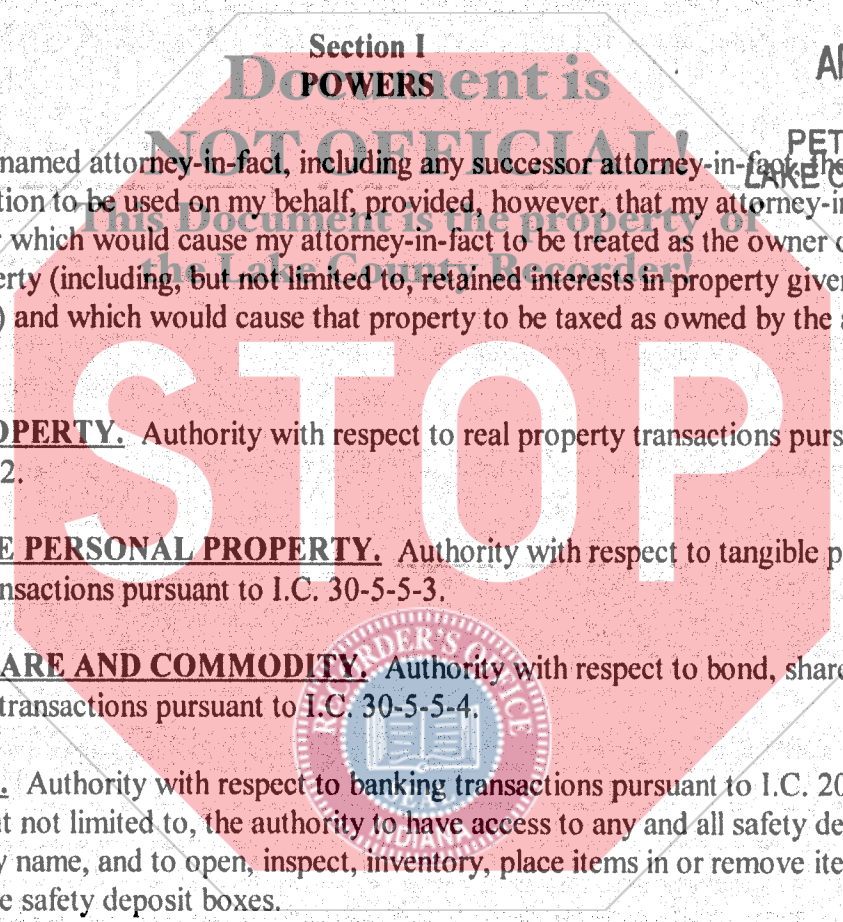 Section I
POWERS
AP
PET
LAKE C
Document is
NOT OFFICIAL!
This Document is the property of
the Lake County Recorder!
STOP
named attorney-in-fact, including any successor attorney-in-fact, the
tion to be used on my behalf, provided, however, that my attorney-in
which would cause my attorney-in-fact to be treated as the owner o
erty (including, but not limited to, retained interests in property given
) and which would cause that property to be taxed as owned by the a
OPERTY. Authority with respect to real property transactions purs
2.
E PERSONAL PROPERTY. Authority with respect to tangible p
nsactions pursuant to I.C. 30-5-5-3.
ARE AND COMMODITY. Authority with respect to bond, share
transactions pursuant to I.C. 30-5-5-4.
. Authority with respect to banking transactions pursuant to I.C. 20
t not limited to, the authority to have access to any and all safety de
y name, and to open, inspect, inventory, place items in or remove ite
e safety deposit boxes.
RECORDER'S OFFICE
SEAL
INDIANA